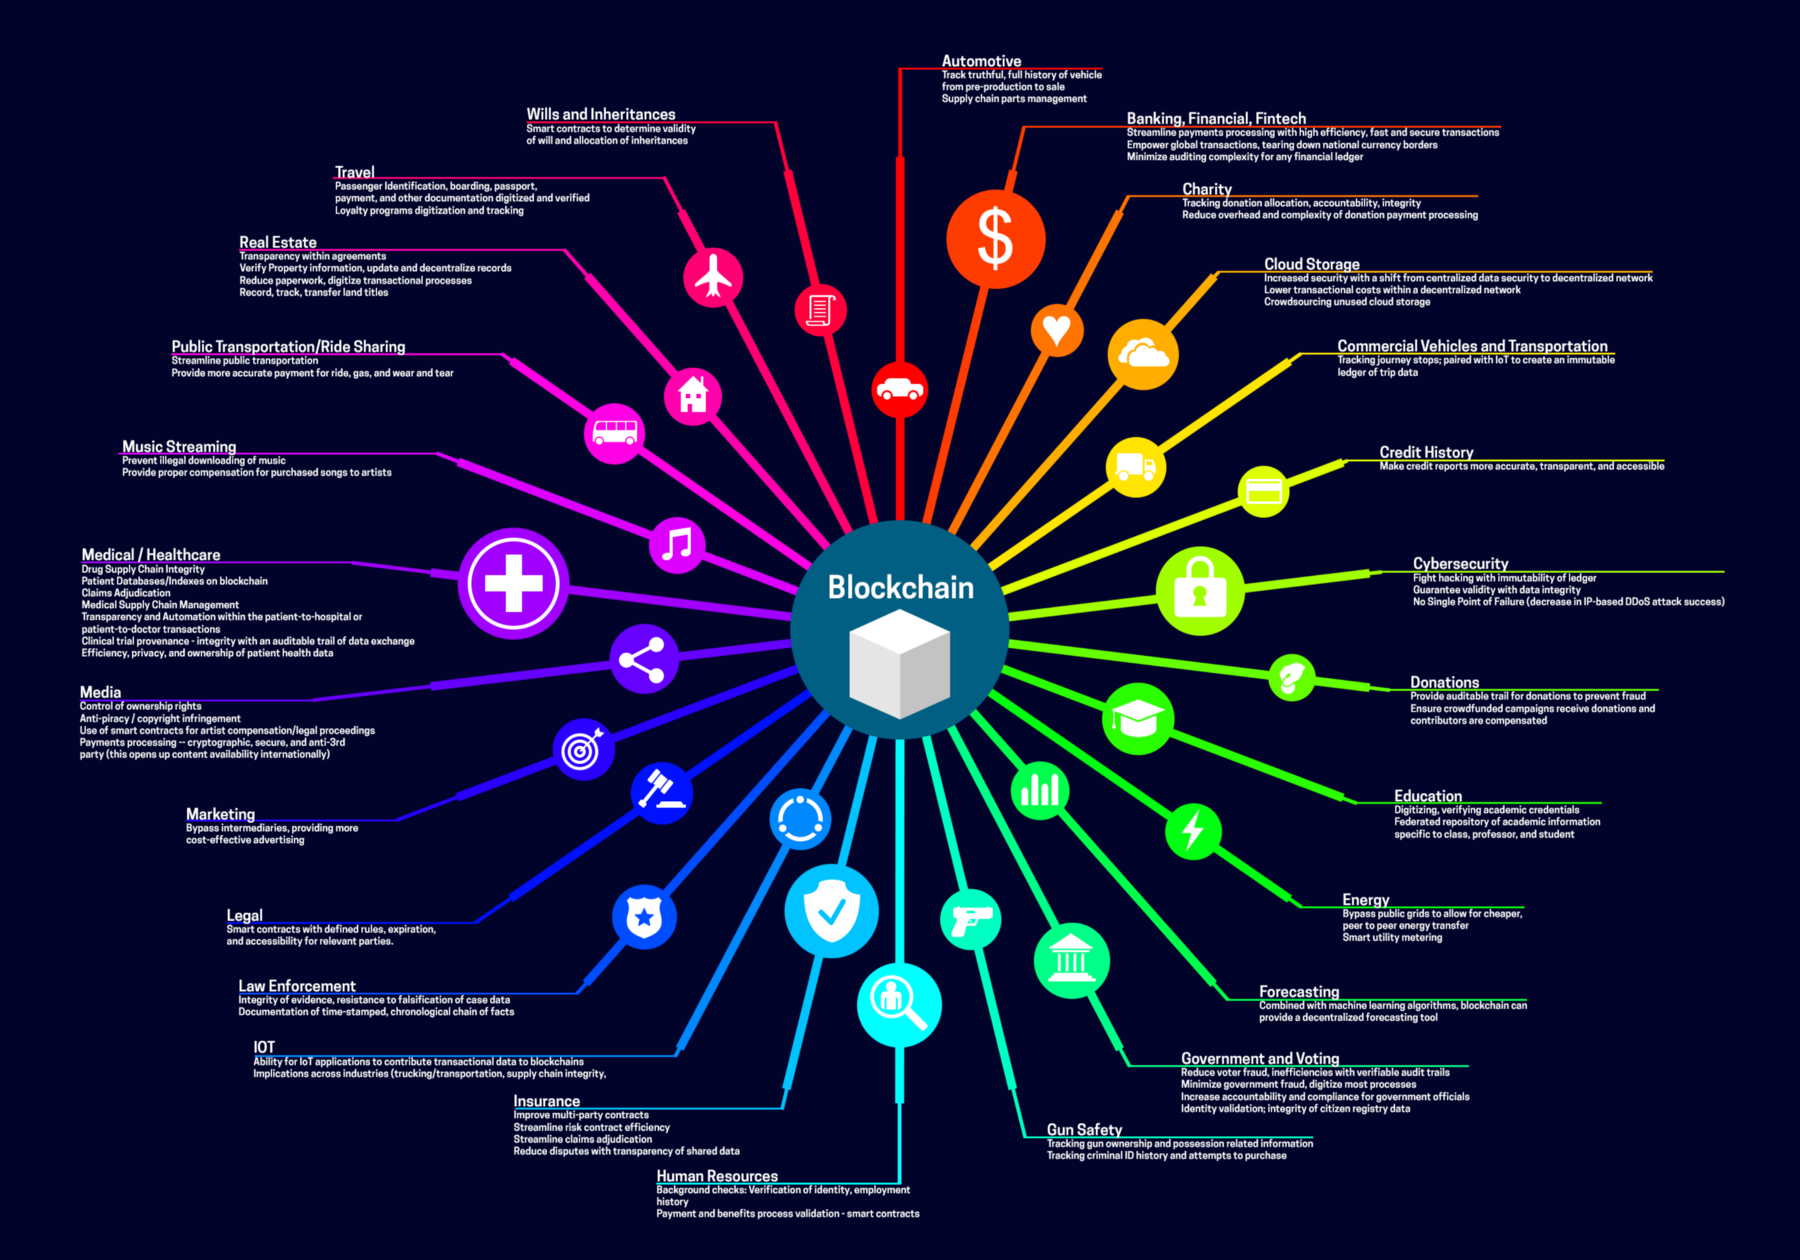 Automotive
Track truthful, full history of vehicle
from pre-production to sale
Supply chain parts management
Banking, Financial, Fintech
Streamline payments processing with high efficiency, fast and secure transactions
Empower global transactions, tearing down national currency borders
Minimize auditing complexity for any financial ledger
Charity
Tracking donation allocation, accountability, integrity
Reduce overhead and complexity of donation payment processing
Cloud Storage
Increased security with a shift from centralized data security to decentralized network
Lower transactional costs within a decentralized network
Crowdsourcing unused cloud storage
Commercial Vehicles and Transportation
Tracking journey stops; paired with IoT to create an immutable
ledger of trip data
Credit History
Make credit reports more accurate, transparent, and accessible
Cybersecurity
Fight hacking with immutability of ledger
Guarantee validity with data integrity
No Single Point of Failure (decrease in IP-based DDoS attack success)
Donations
Provide auditable trail for donations to prevent fraud
Ensure crowdfunded campaigns receive donations and
contributors are compensated
Education
Digitizing, verifying academic credentials
Federated repository of academic information
specific to class, professor, and student
Energy
Bypass public grids to allow for cheaper,
peer to peer energy transfer
Smart utility metering
Forecasting
Combined with machine learning algorithms, blockchain can
provide a decentralized forecasting tool
Government and Voting
Reduce voter fraud, inefficiencies with verifiable audit trails
Minimize government fraud, digitize most processes
Increase accountability and compliance for government officials
Identity validation; integrity of citizen registry data
Gun Safety
Tracking gun ownership and possession related information
Tracking criminal ID history and attempts to purchase
Human Resources
Background checks: Verification of identity, employment
history
Payment and benefits process validation - smart contracts
Insurance
Improve multi-party contracts
Streamline risk contract efficiency
Streamline claims adjudication
Reduce disputes with transparency of shared data
IOT
Ability for IoT applications to contribute transactional data to blockchains
Implications across industries (trucking/transportation, supply chain integrity,
Law Enforcement
Integrity of evidence, resistance to falsification of case data
Documentation of time-stamped, chronological chain of facts
Legal
Smart contracts with defined rules, expiration,
and accessibility for relevant parties.
Marketing
Bypass intermediaries, providing more
cost-effective advertising
Media
Control of ownership rights
Anti-piracy / copyright infringement
Use of smart contracts for artist compensation/legal proceedings
Payments processing -- cryptographic, secure, and anti-3rd
party (this opens up content availability internationally)
Medical / Healthcare
Drug Supply Chain Integrity
Patient Databases/Indexes on blockchain
Claims Adjudication
Medical Supply Chain Management
Transparency and Automation within the patient-to-hospital or
patient-to-doctor transactions
Clinical trial provenance - integrity with an auditable trail of data exchange
Efficiency, privacy, and ownership of patient health data
Music Streaming
Prevent illegal downloading of music
Provide proper compensation for purchased songs to artists
Public Transportation/Ride Sharing
Streamline public transportation
Provide more accurate payment for ride, gas, and wear and tear
Real Estate
Transparency within agreements
Verify Property information, update and decentralize records
Reduce paperwork, digitize transactional processes
Record, track, transfer land titles
Travel
Passenger Identification, boarding, passport,
payment, and other documentation digitized and verified
Loyalty programs digitization and tracking
Wills and Inheritances
Smart contracts to determine validity
of will and allocation of inheritances
$
Blockchain